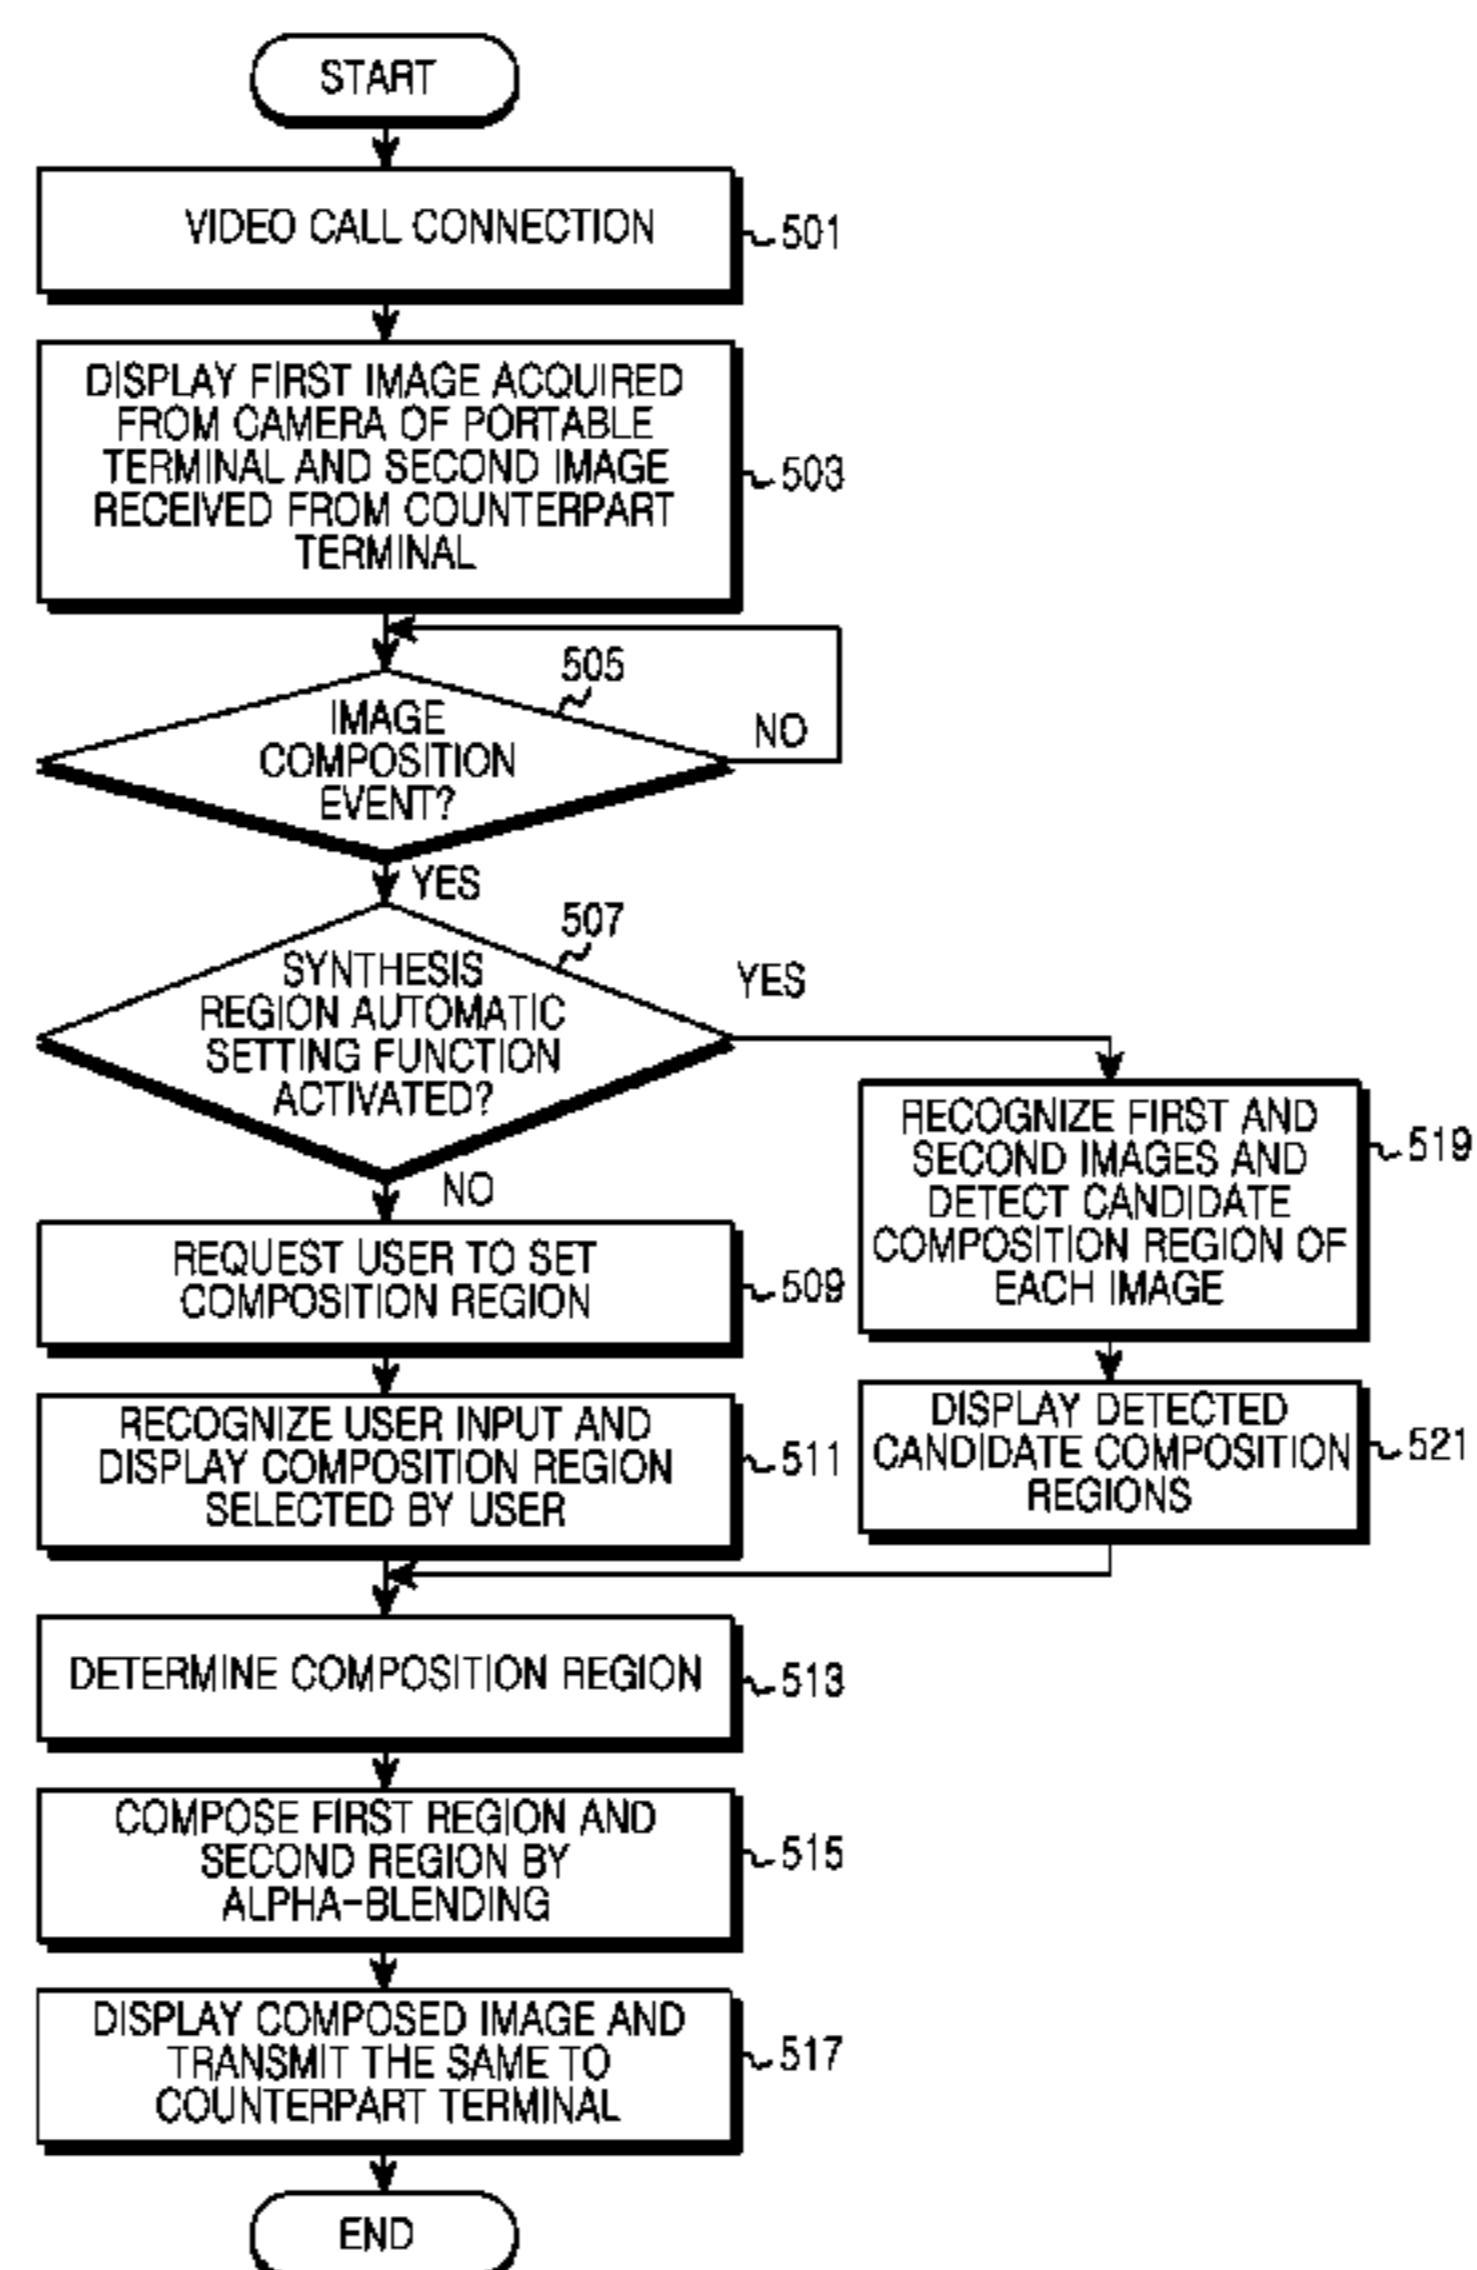 START
VIDEO CALL CONNECTION
501
DISPLAY FIRST IMAGE ACQUIRED
FROM CAMERA OF PORTABLE
TERMINAL AND SECOND IMAGE
RECEIVED FROM COUNTERPART
TERMINAL
503
505
IMAGE
COMPOSITION
EVENT?
NO
YES
507
SYNTHESIS
REGION AUTOMATIC
SETTING FUNCTION
ACTIVATED?
YES
NO
RECOGNIZE FIRST AND
SECOND IMAGES AND
DETECT CANDIDATE
COMPOSITION REGION OF
EACH IMAGE
519
REQUEST USER TO SET
COMPOSITION REGION
509
RECOGNIZE USER INPUT AND
DISPLAY COMPOSITION REGION
SELECTED BY USER
511
DISPLAY DETECTED
CANDIDATE COMPOSITION
REGIONS
521
DETERMINE COMPOSITION REGION
513
COMPOSE FIRST REGION AND
SECOND REGION BY
ALPHA-BLENDING
515
DISPLAY COMPOSED IMAGE AND
TRANSMIT THE SAME TO
COUNTERPART TERMINAL
517
END